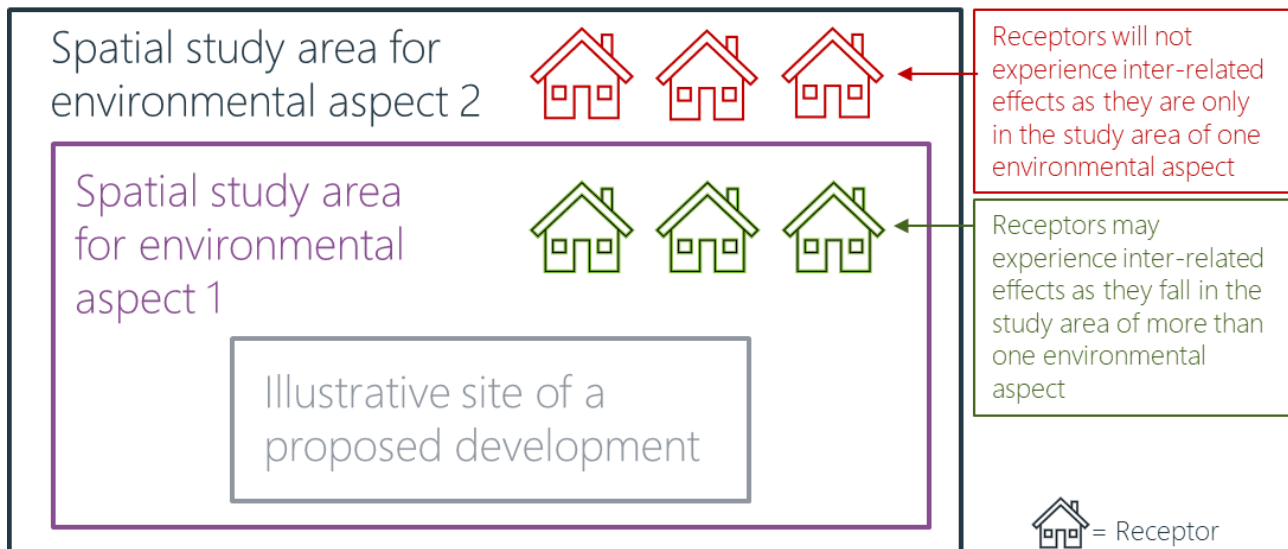 Spatial study area for
environmental aspect 2
Spatial study area
for environmental
aspect 1
Illustrative site of a
proposed development
Receptors will not
experience inter-related
effects as they are only
in the study area of one
environmental aspect
Receptors may
experience inter-related
effects as they fall in the
study area of more than
one environmental
aspect
= Receptor